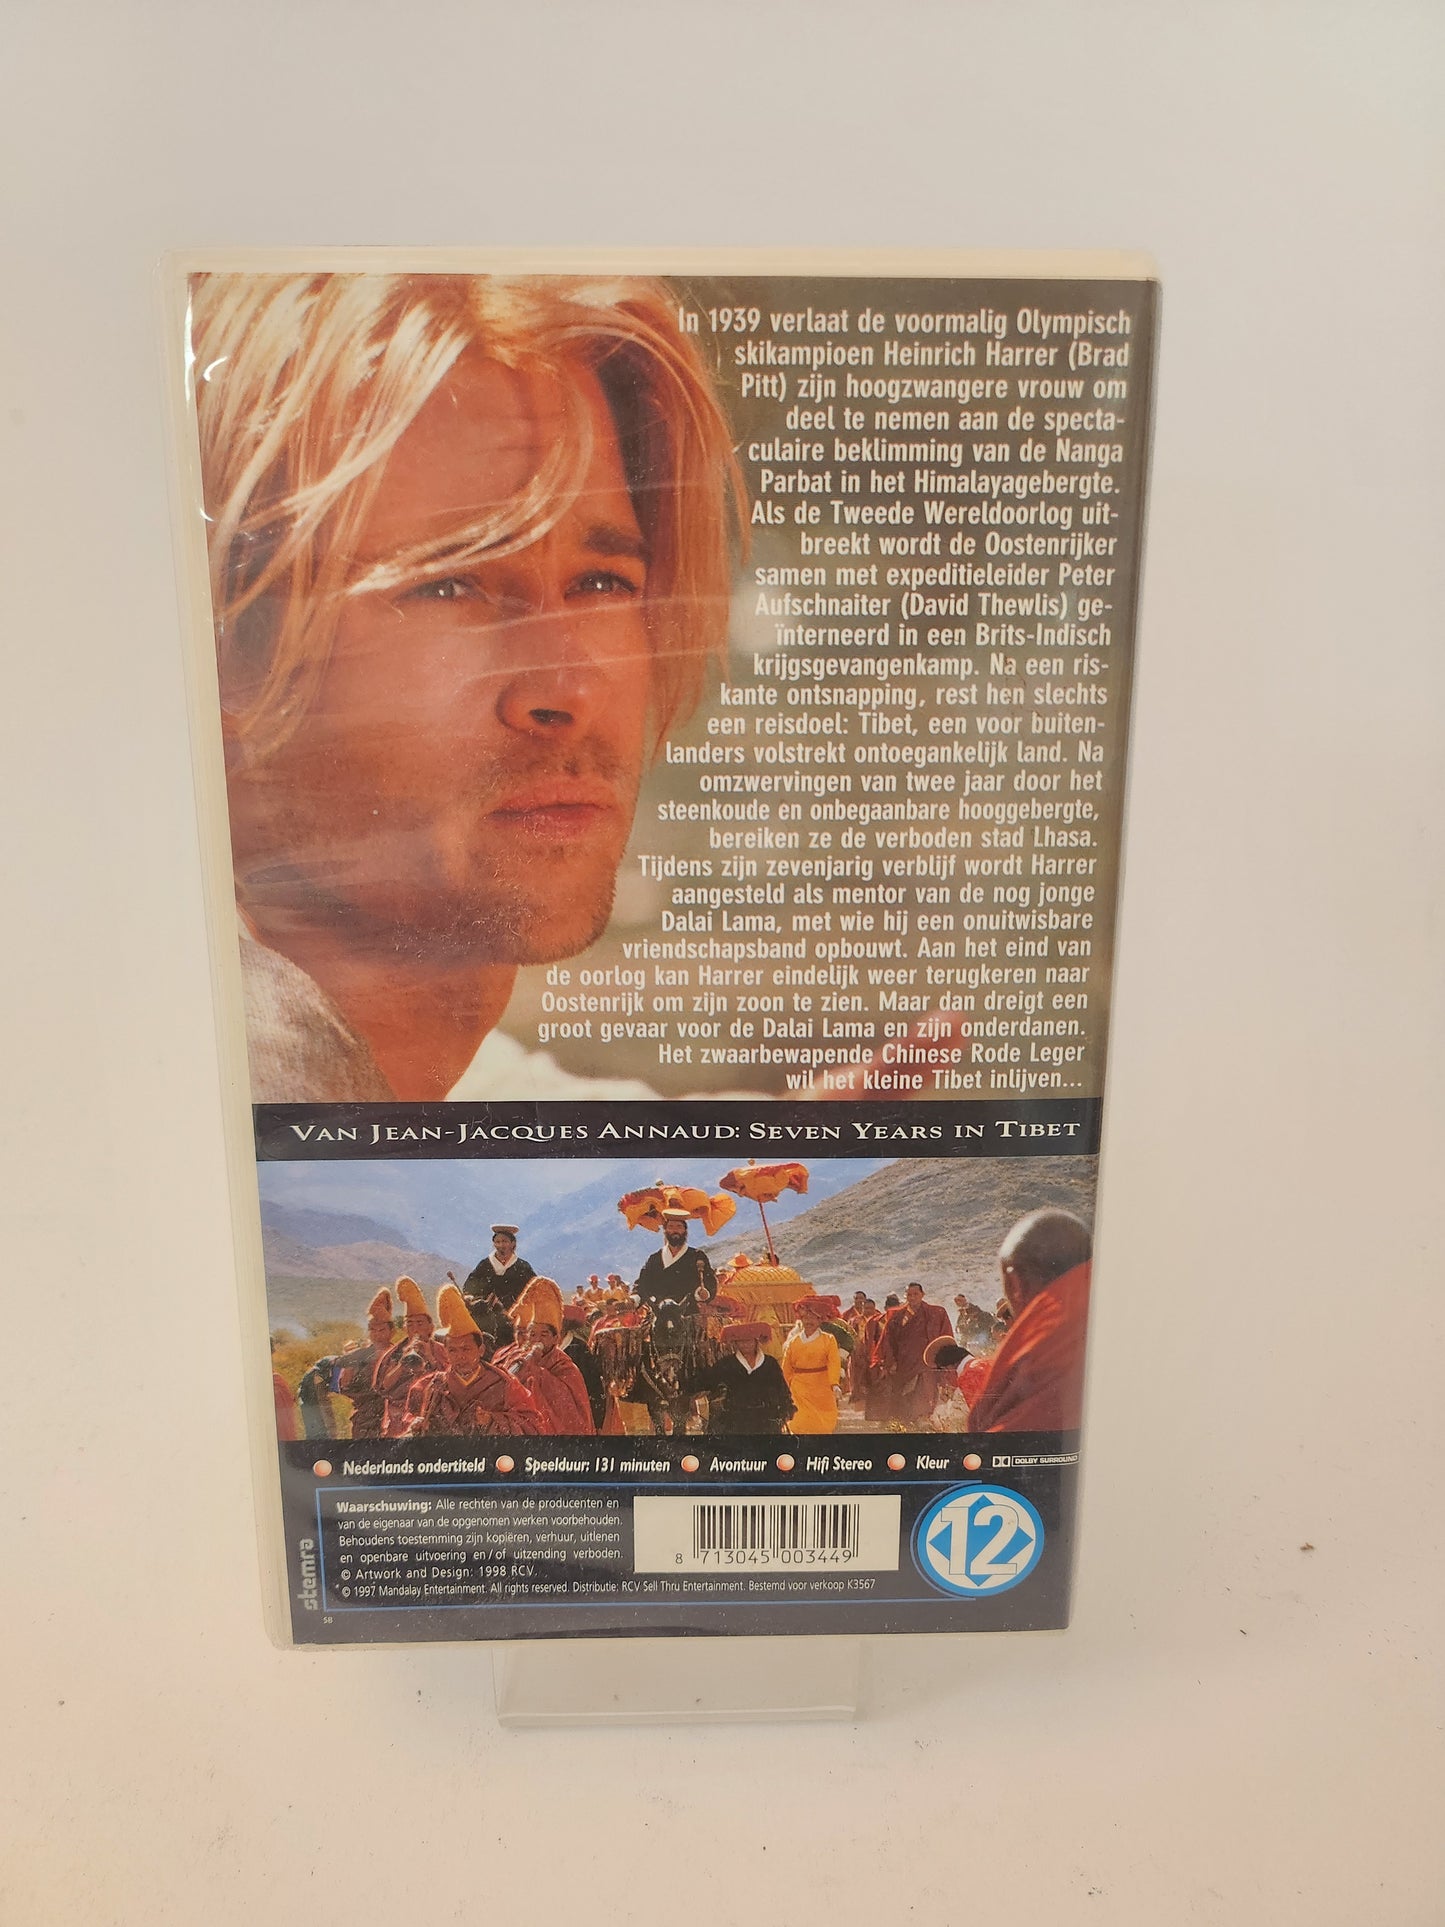 In 1939 verlaat de voormalig Olympisch
skikampioen Heinrich Harrer (Brad
Pitt) zijn hoogzwangere vrouw om
deel te nemen aan de specta-
culaire beklimming van de Nanga
Parbat in het Himalayagebergte.
Als de Tweede Wereldoorlog uit-
breekt wordt de Oostenrijker
samen met expeditieleider Peter
Aufschnaiter (David Thewlis) ge-
ïnterneerd in een Brits-Indisch
krijgsgevangenkamp. Na een ris-
kante ontsnapping, rest hen slechts
een reisdoel: Tibet, een voor buiten-
landers volstrekt ontoegankelijk land. Na
omzwervingen van twee jaar door het
steenkoude en onbegaanbare hooggebergte,
bereiken ze de verboden stad Lhasa.
Tijdens zijn zevenjarig verblijf wordt Harrer
aangesteld als mentor van de nog jonge
Dalai Lama, met wie hij een onuitwisbare
vriendschapsband opbouwt. Aan het eind van
de oorlog kan Harrer eindelijk weer terugkeren naar
Oostenrijk om zijn zoon te zien. Maar dan dreigt een
groot gevaar voor de Dalai Lama en zijn onderdanen.
Het zwaarbewapende Chinese Rode Leger
wil het kleine Tibet inlijven...
VAN JEAN-JACQUES ANNAUD: SEVEN YEARS IN TIBET
Nederlands ondertiteld Speelduur: 131 minuten Avontuur Hifi Stereo Kleur DOLBY SURROUND
Waarschuwing: Alle rechten van de producenten en
van de eigenaar van de opgenomen werken voorbehouden.
Behoudens toestemming zijn kopiëren, verhuur, uitlenen
en openbare uitvoering en/of uitzending verboden.
© Artwork and Design: 1998 RCV.
© 1997 Mandalay Entertainment. All rights reserved. Distributie: RCV Sell Thru Entertainment. Bestemd voor verkoop K3567
8 713045 003449
12
stemra
SB